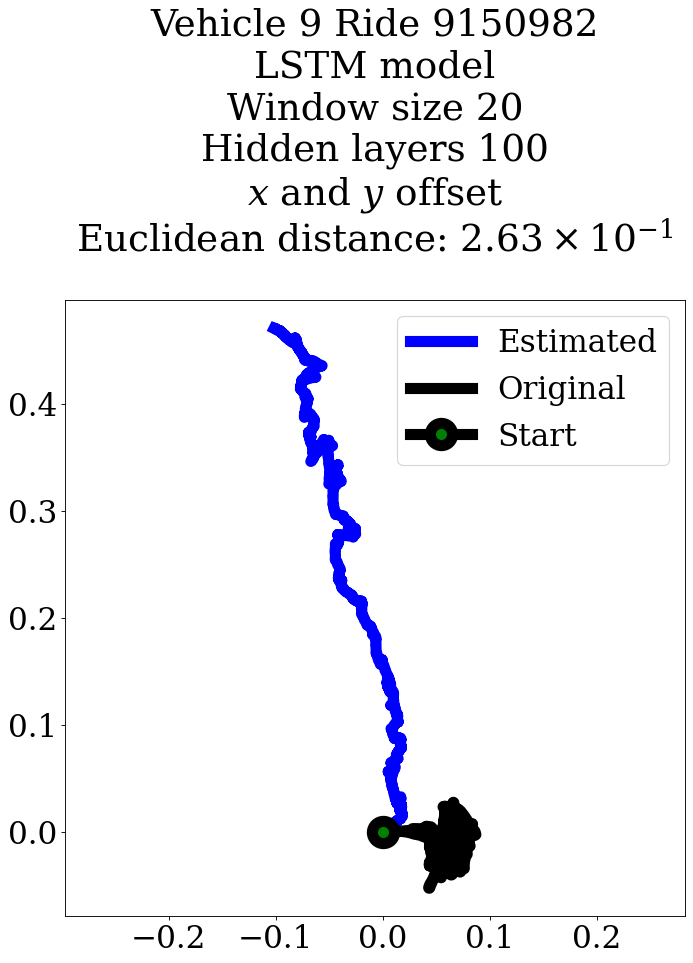 Vehicle 9 Ride 9150982
LSTM model
Window size 20
Hidden layers 100
x and y offset
Euclidean distance: 2.63 × 10⁻¹
Estimated
Original
Start
0.4
0.3
0.2
0.1
0.0
−0.2 −0.1 0.0 0.1 0.2